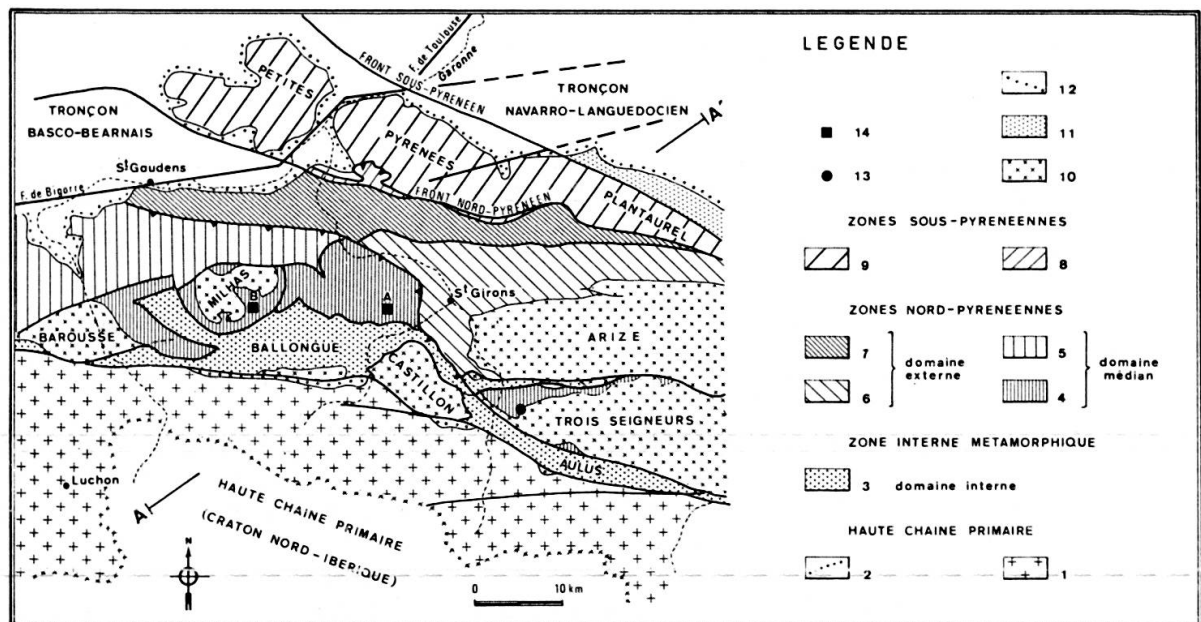 PETITES
FRONT SOUS-PYRENEEN
F. de Toulouse
Garonne
TRONÇON
BASCO-BEARNAIS
TRONÇON
NAVARRO-LANGUEDOCIEN
A'
St Gaudens
F. de Bigorre
PYRENEES
FRONT NORD-PYRENEEN
PLANTAUREL
MILHAS
B
A
St Girons
BAROUSSE
BALLONGUE
ARIZE
CASTILLON
TROIS SEIGNEURS
AULUS
Luchon
A
HAUTE CHAINE PRIMAIRE
(CRATON NORD-IBERIQUE)
N
0 10 km
LEGENDE
12
14 11
13 10
ZONES SOUS-PYRENEENNES
9 8
ZONES NORD-PYRENEENNES
7 5
domaine externe domaine médian
6 4
ZONE INTERNE METAMORPHIQUE
3 domaine interne
HAUTE CHAINE PRIMAIRE
2 1